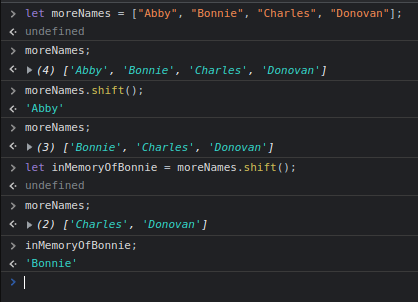 > let moreNames = ["Abby", "Bonnie", "Charles", "Donovan"];
undefined
> moreNames;
(4) ['Abby', 'Bonnie', 'Charles', 'Donovan']
> moreNames.shift();
'Abby'
> moreNames;
(3) ['Bonnie', 'Charles', 'Donovan']
> let inMemoryOfBonnie = moreNames.shift();
undefined
> moreNames;
(2) ['Charles', 'Donovan']
> inMemoryOfBonnie;
'Bonnie'
>